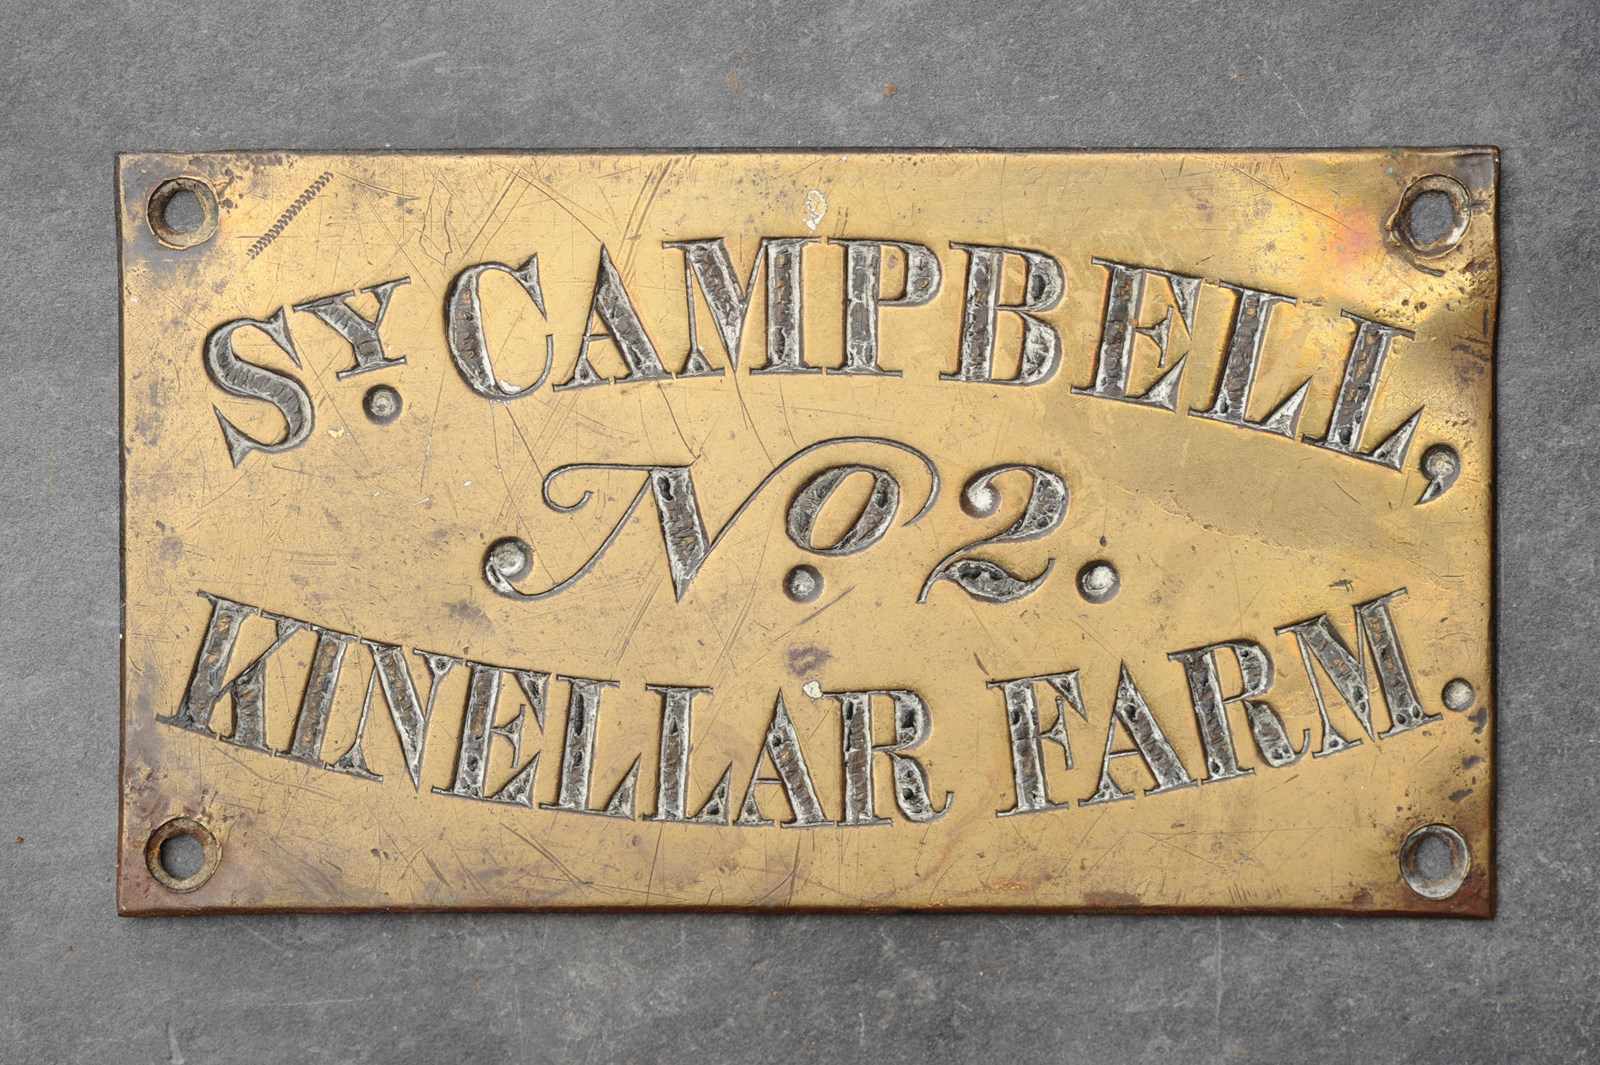 Sy. CAMPBELL,
No. 2.
KINELLAR FARM.